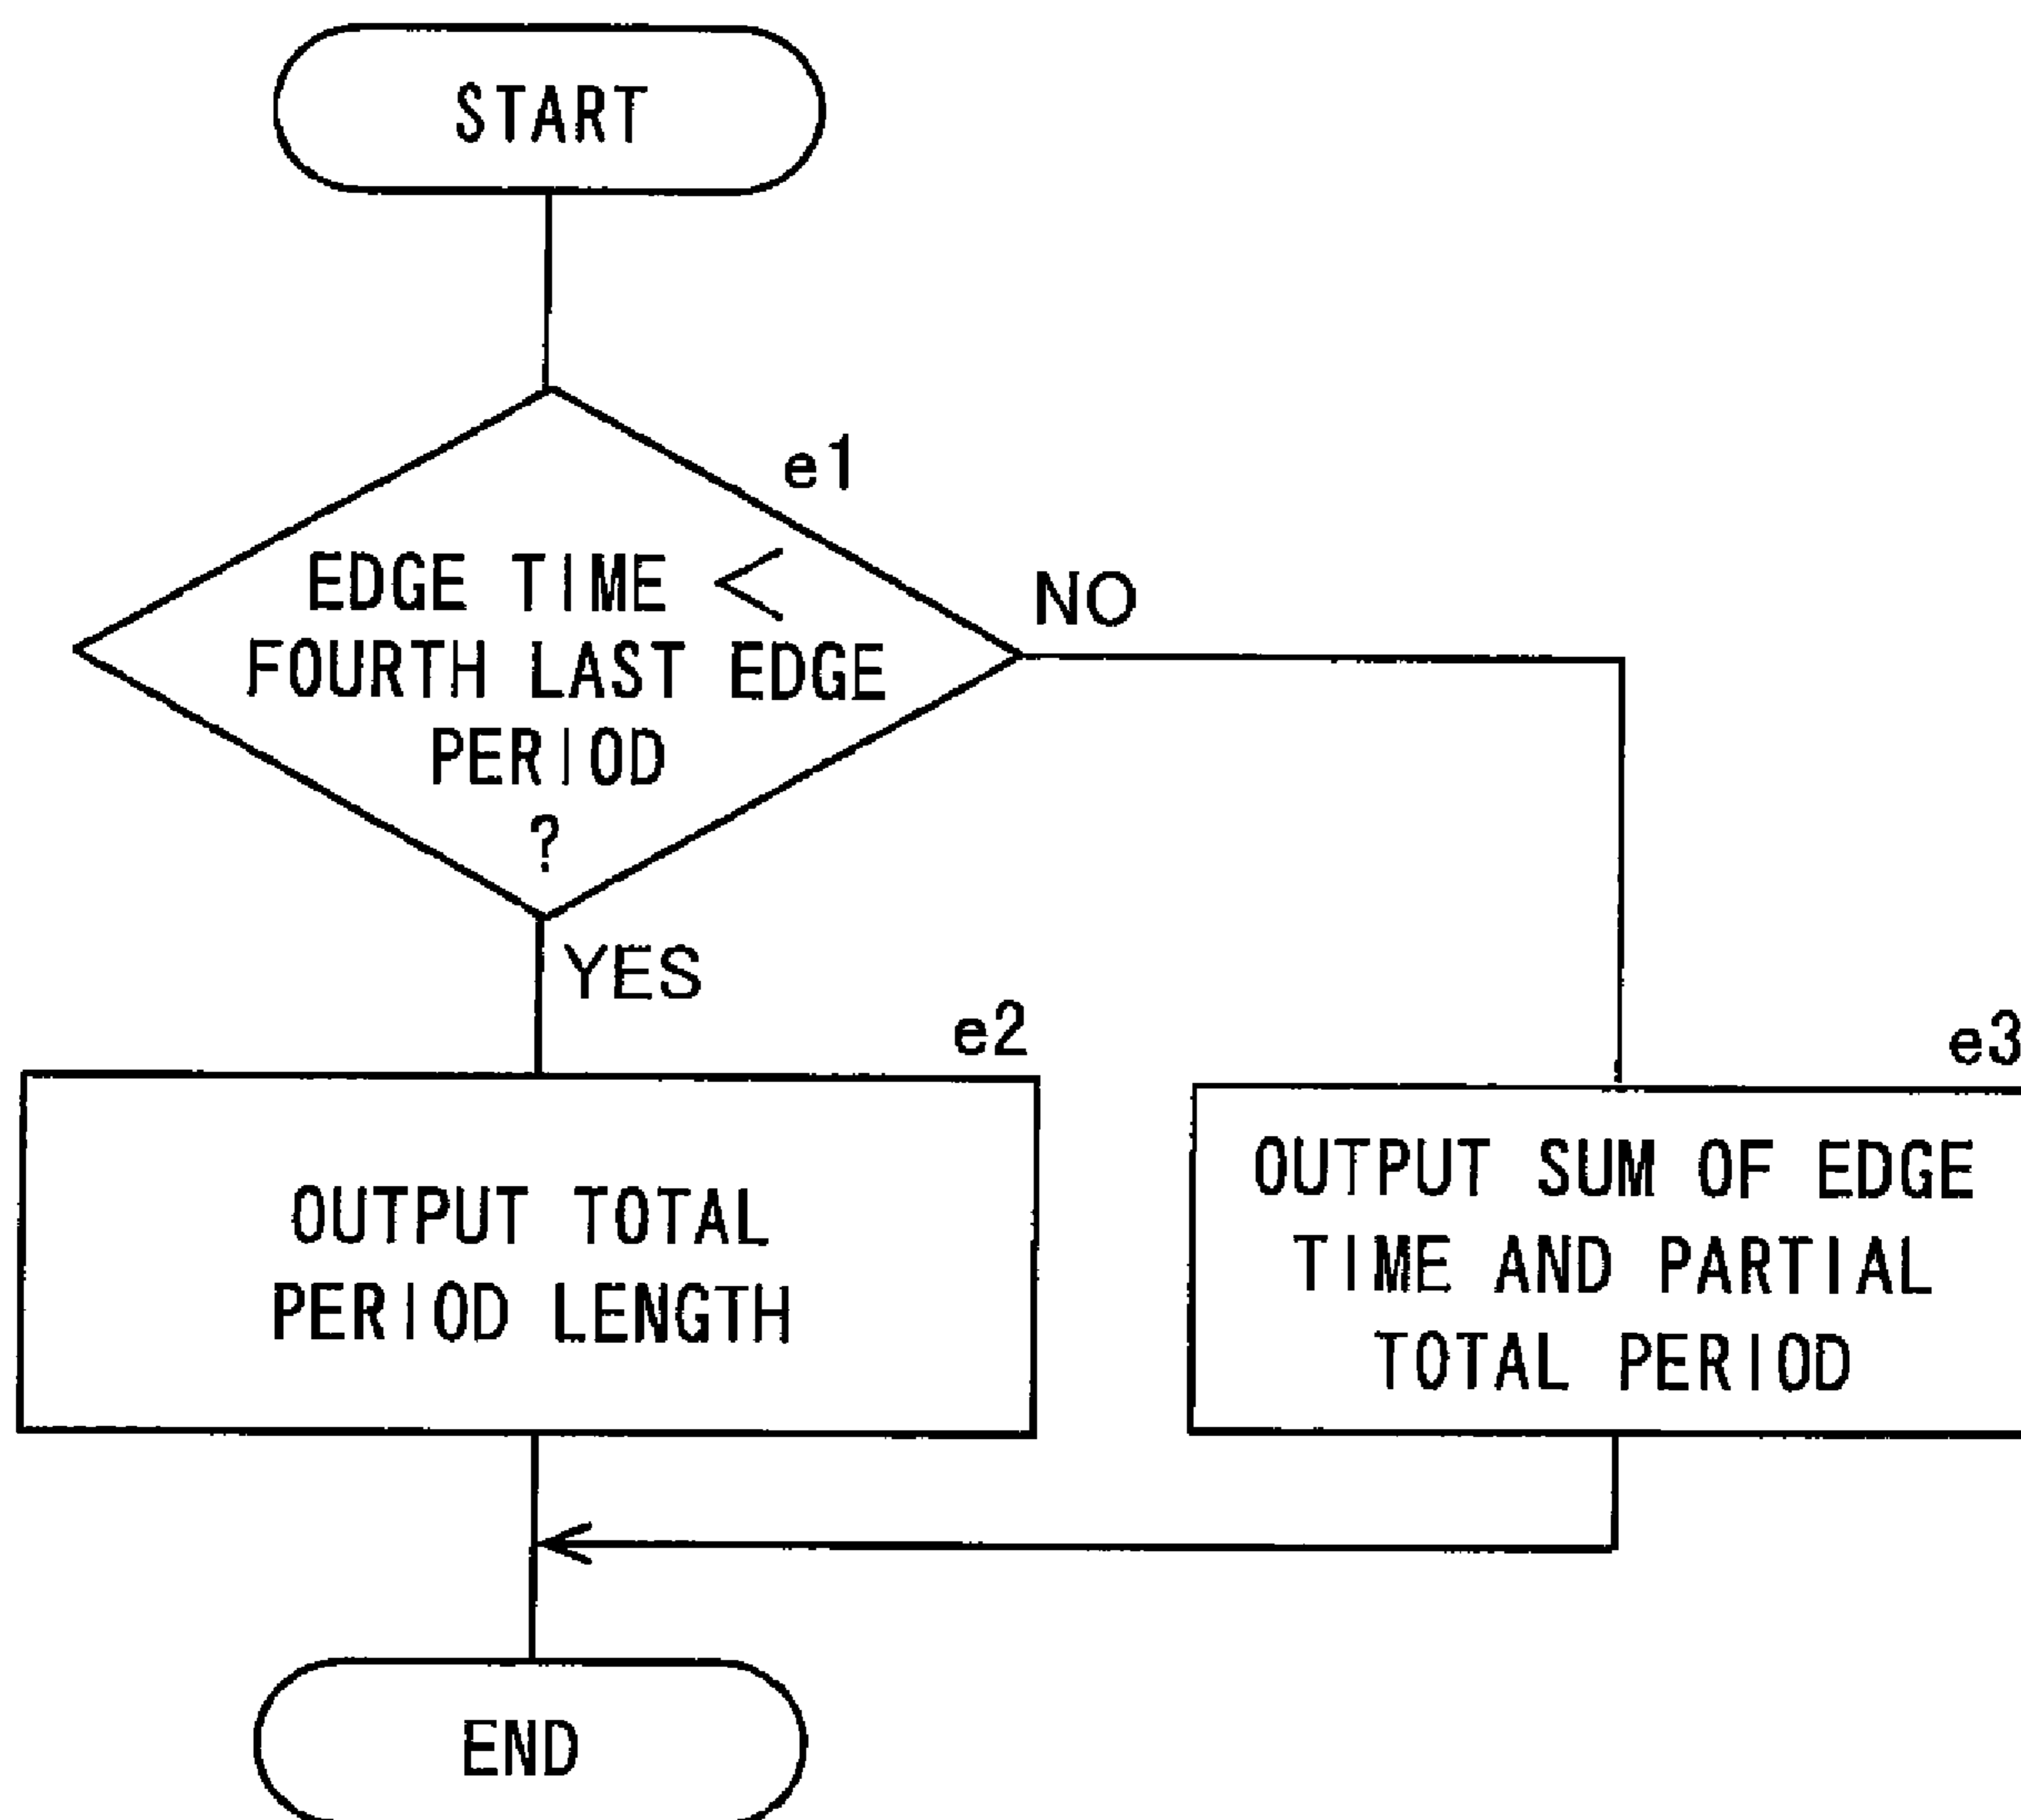 START
e1
EDGE TIME <
FOURTH LAST EDGE
PERIOD
?
NO
YES
e2
OUTPUT TOTAL
PERIOD LENGTH
e3
OUTPUT SUM OF EDGE
TIME AND PARTIAL
TOTAL PERIOD
END